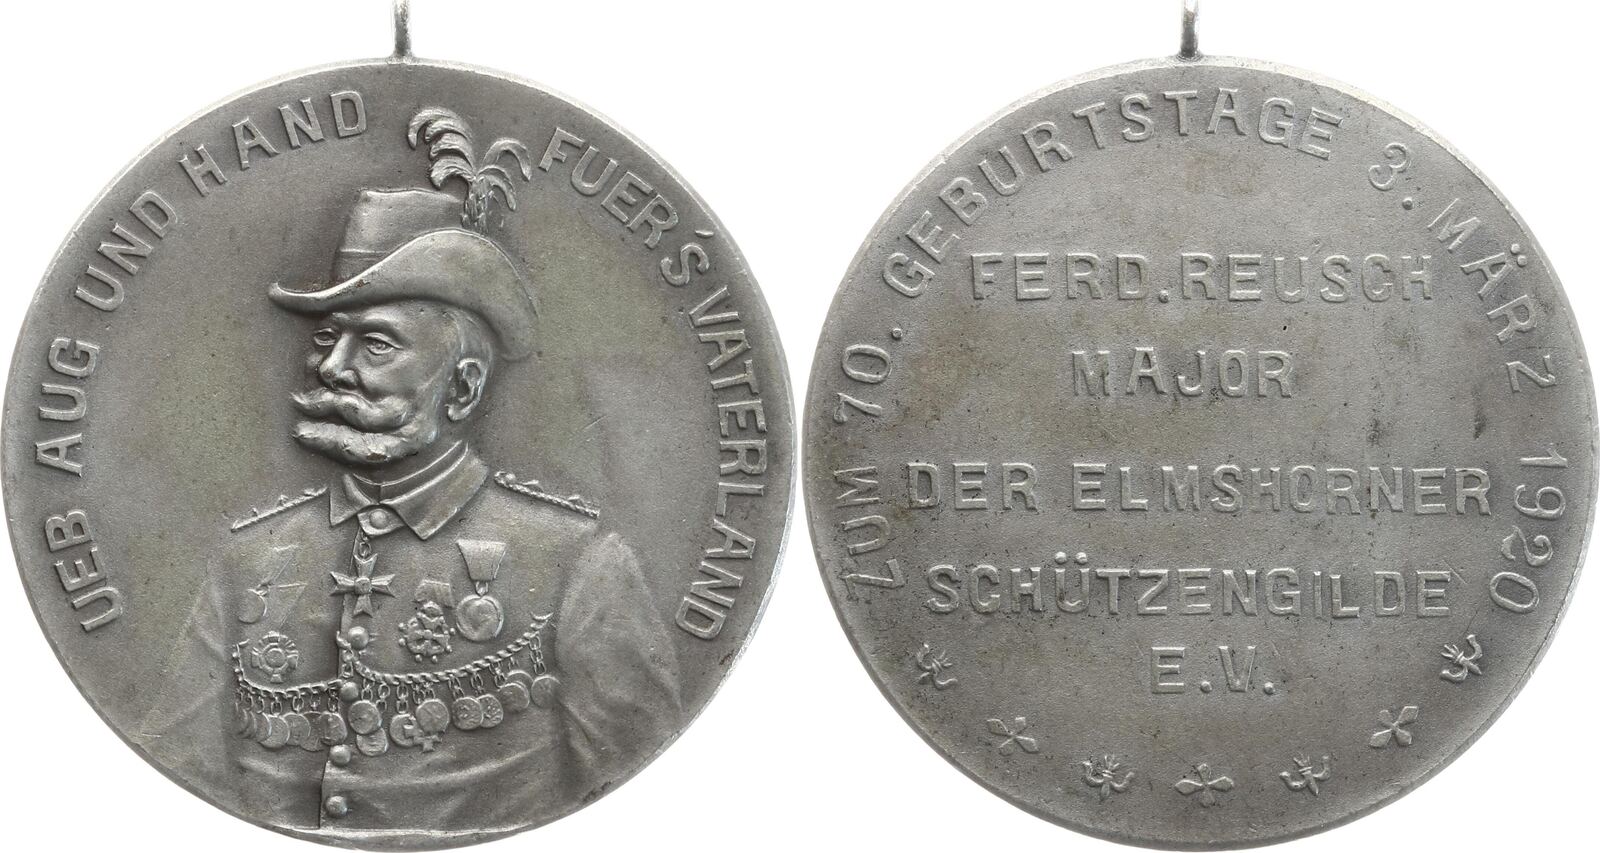 UEB AUG UND HAND FUER'S VATERLAND
ZUM 70. GEBURTSTAGE 3. MÄRZ 1920
FERD. REUSCH
MAJOR
DER ELMSHORNER
SCHÜTZENGILDE
E.V.